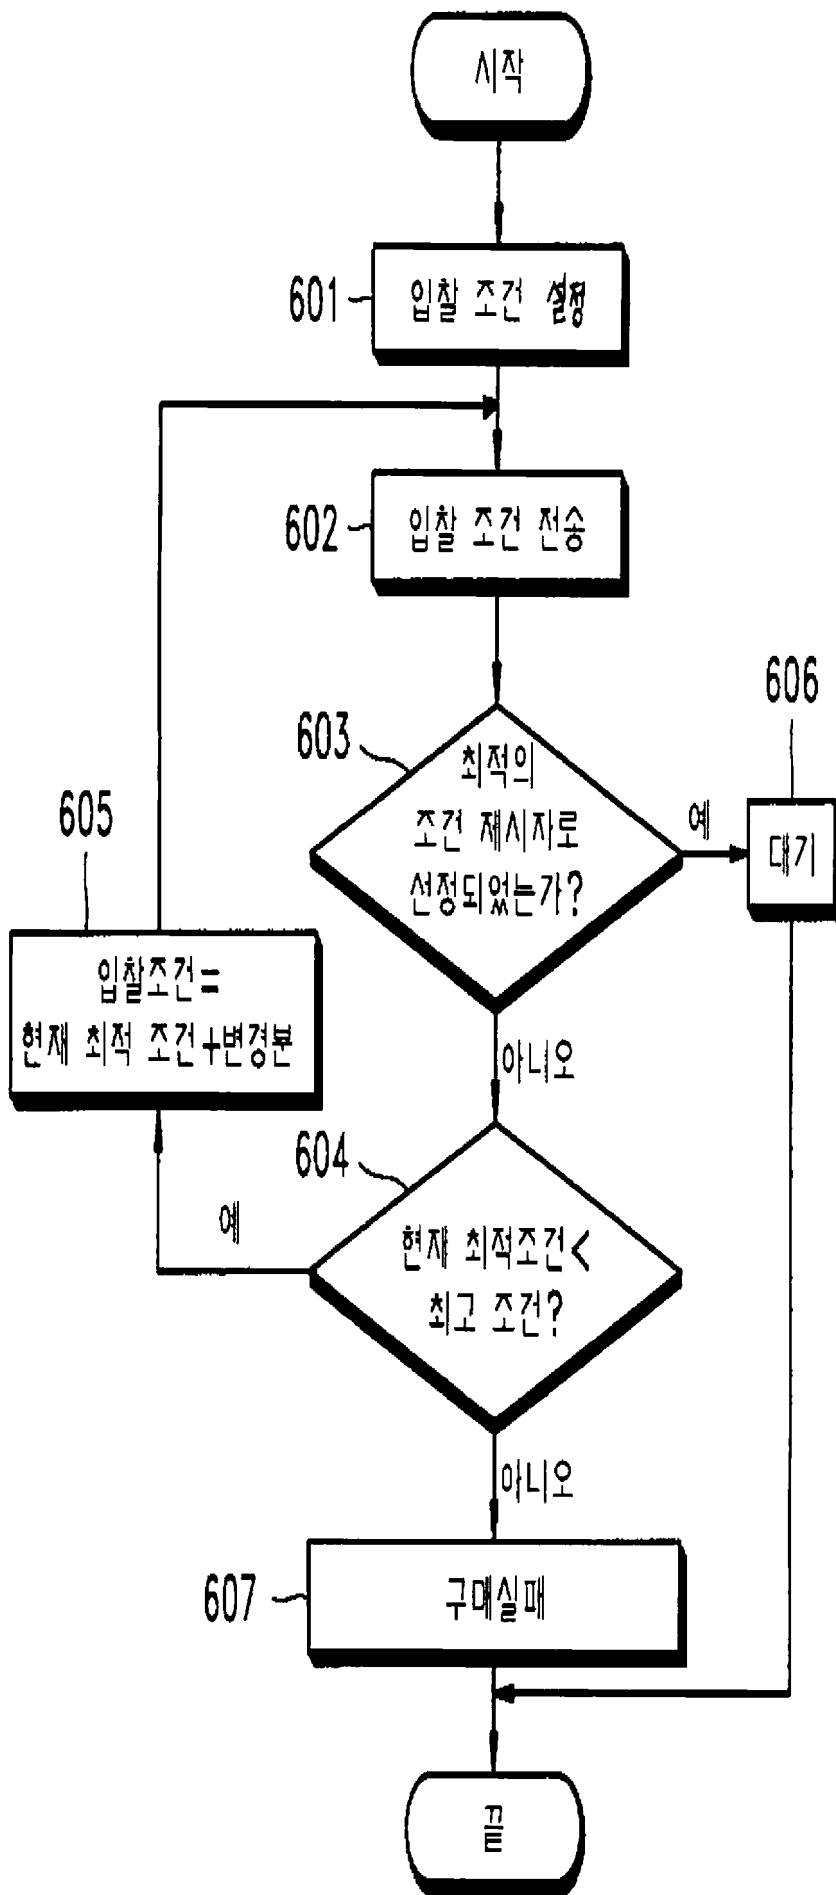 시작
601
입찰 조건 설정
602
입찰 조건 전송
603
최적의
조건 재시자로
선정되었는가?
예
606
대기
605
입찰조건=
현재 최적 조건+변경분
아니오
604
예
현재 최적조건<
최고 조건?
아니오
607
구매실패
끝